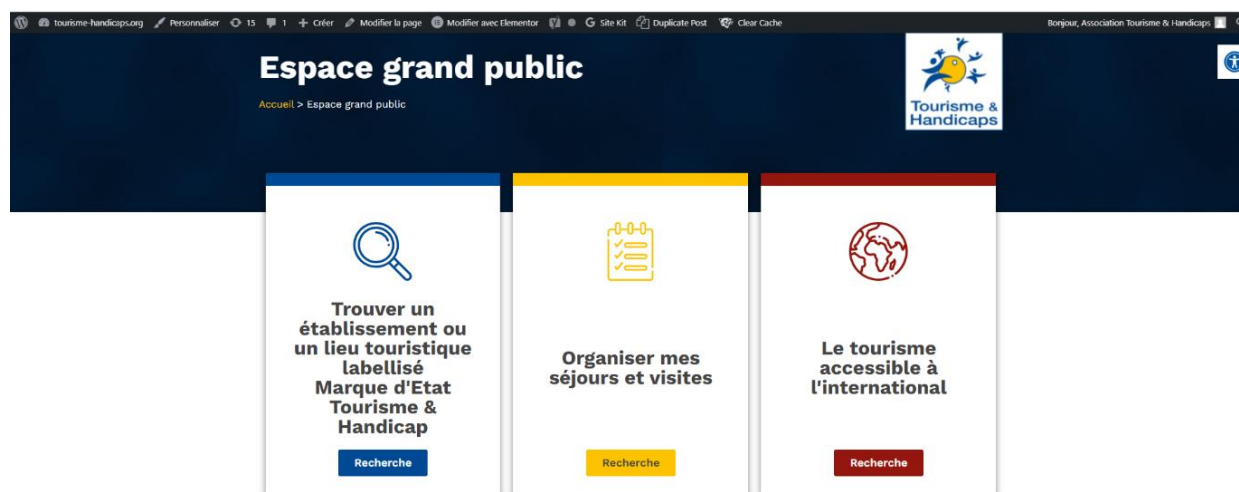 tourisme-handicaps.org Personnaliser 15 1 + Créer Modifier la page Modifier avec Elementor Site Kit Duplicate Post Clear Cache Bonjour, Association Tourisme & Handicaps
Espace grand public
Accueil > Espace grand public
Tourisme &
Handicaps
Trouver un
établissement ou
un lieu touristique
labellisé
Marque d'Etat
Tourisme &
Handicap
Recherche
Organiser mes
séjours et visites
Recherche
Le tourisme
accessible à
l'international
Recherche